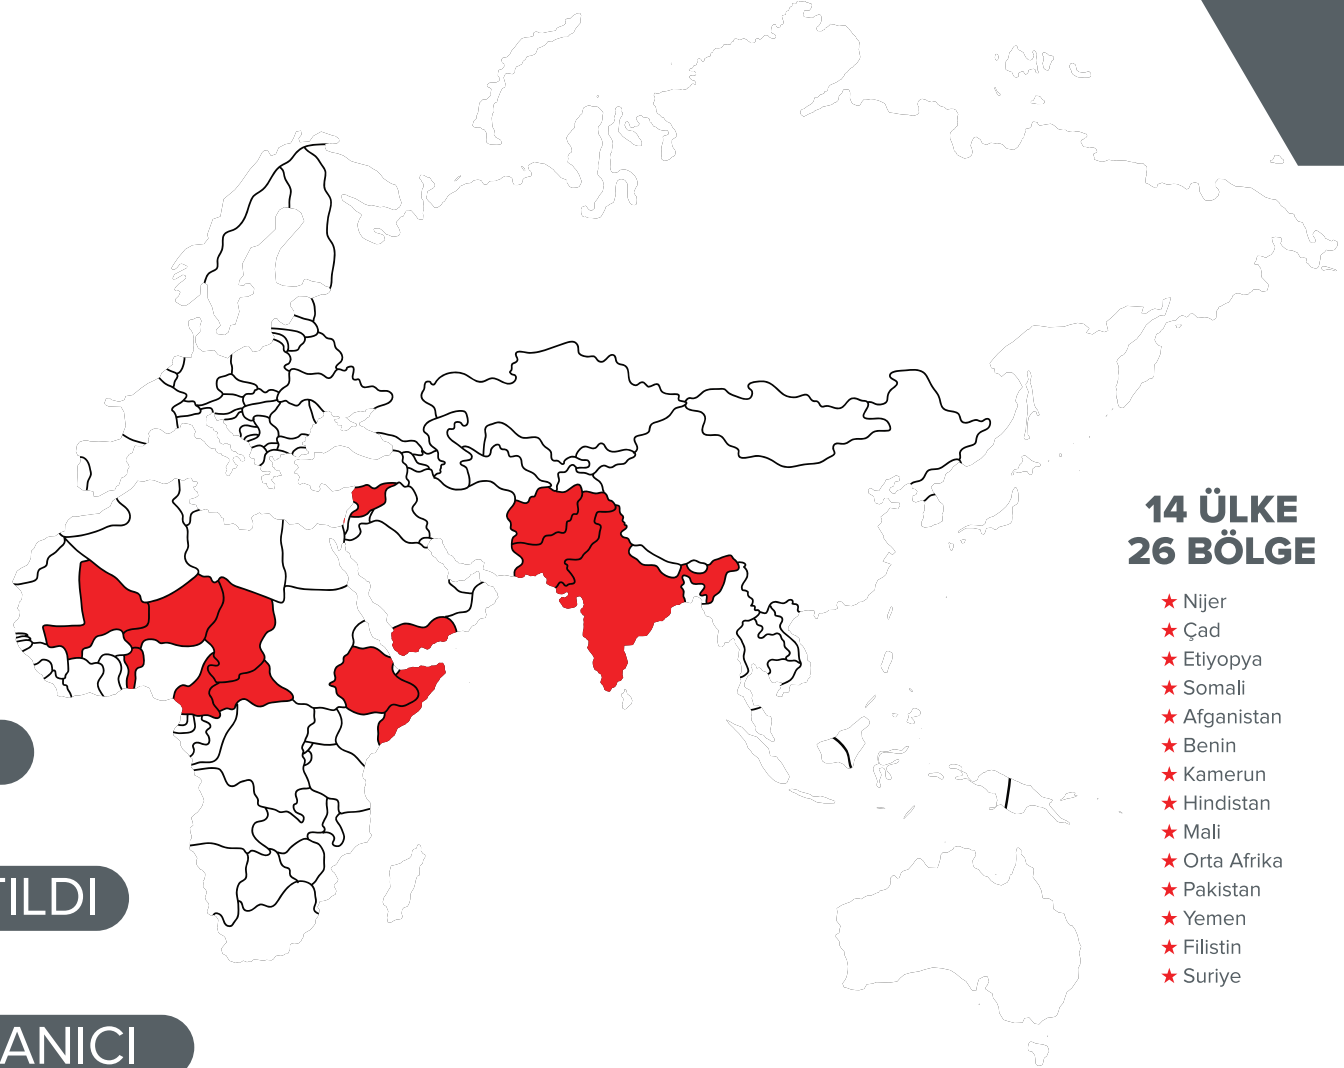 14 ÜLKE
26 BÖLGE
Nijer
Çad
Etiyopya
Somali
Afganistan
Benin
Kamerun
Hindistan
Mali
Orta Afrika
Pakistan
Yemen
Filistin
Suriye
TILDI
ANICI